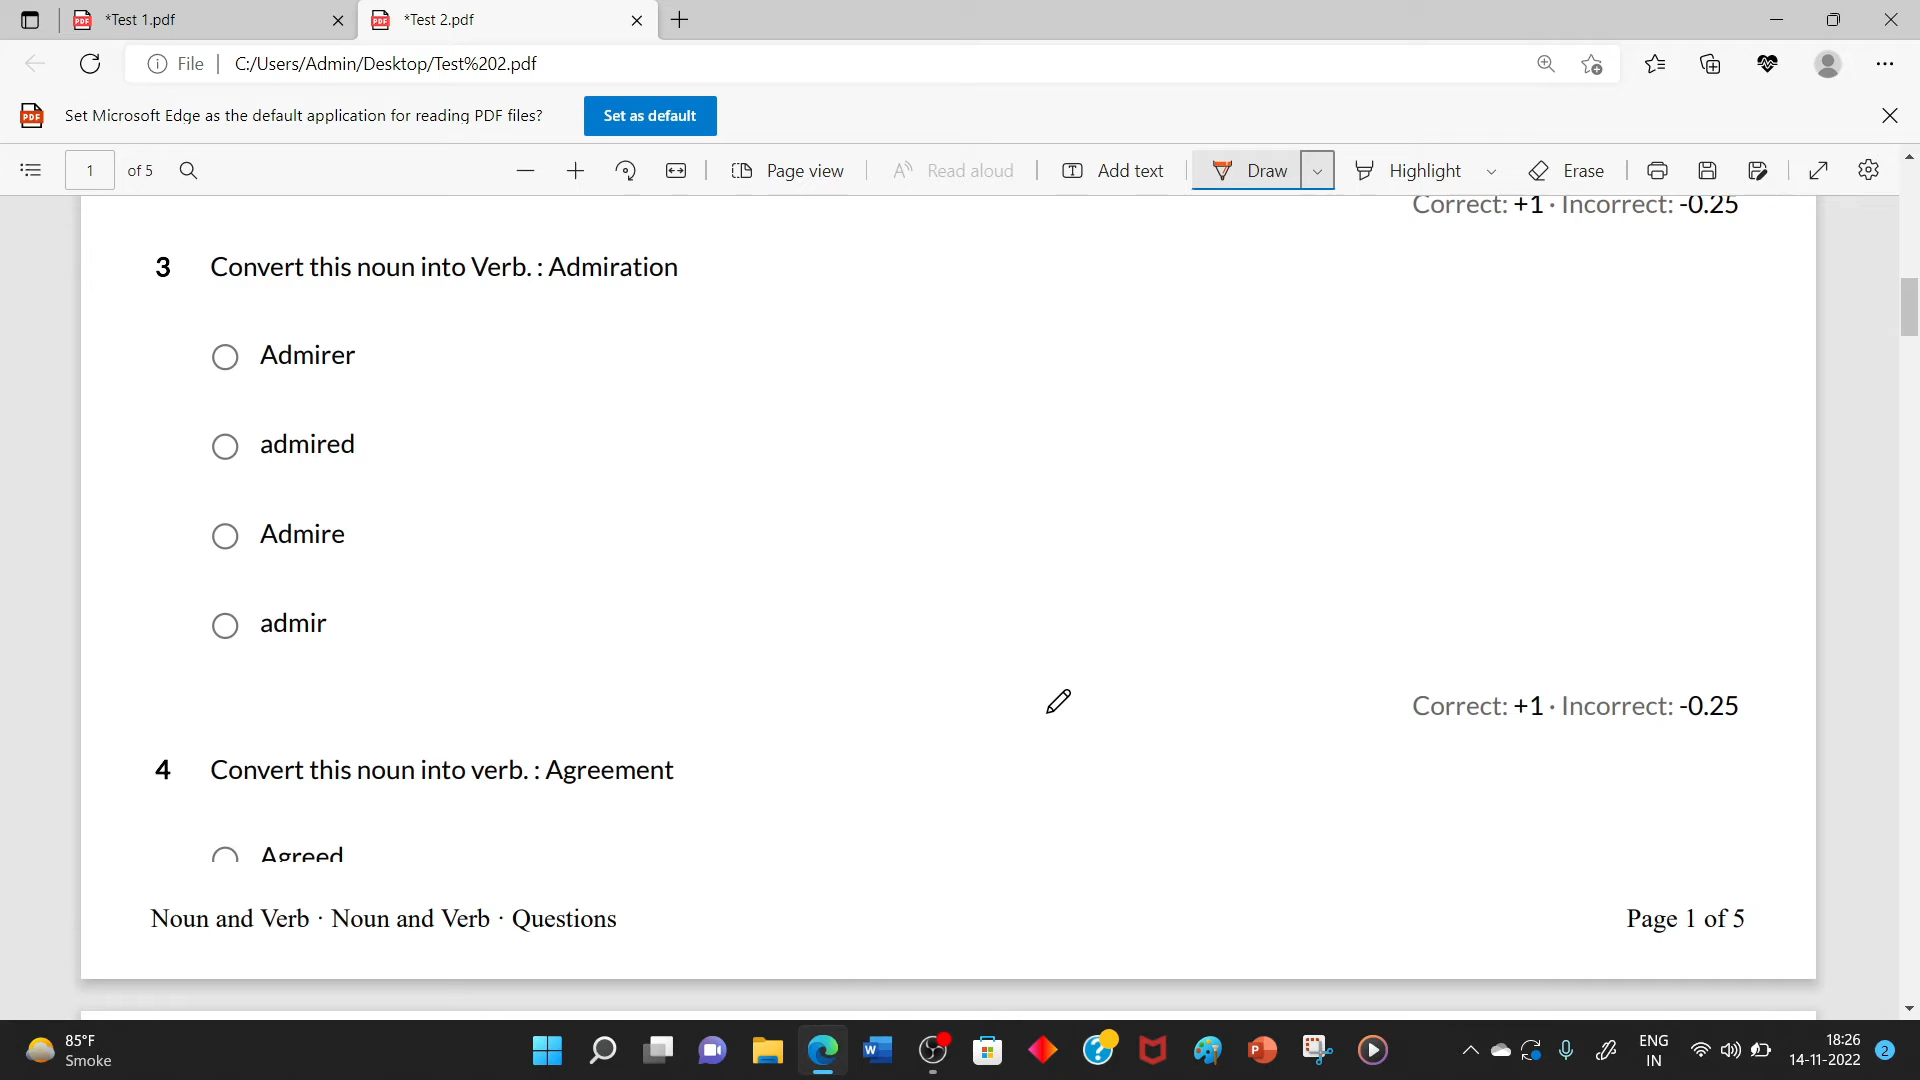 *Test 1.pdf
*Test 2.pdf
File
C:/Users/Admin/Desktop/Test%202.pdf
PDF
Set Microsoft Edge as the default application for reading PDF files?
Set as default
1 of 5
Page view
Read aloud
Add text
Draw
Highlight
Erase
Correct: +1 · Incorrect: -0.25
3 Convert this noun into Verb. : Admiration
Admirer
admired
Admire
admir
Correct: +1 · Incorrect: -0.25
4 Convert this noun into verb. : Agreement
Agreed
Noun and Verb · Noun and Verb · Questions
Page 1 of 5
85°F
Smoke
ENG
IN
18:26
14-11-2022
2